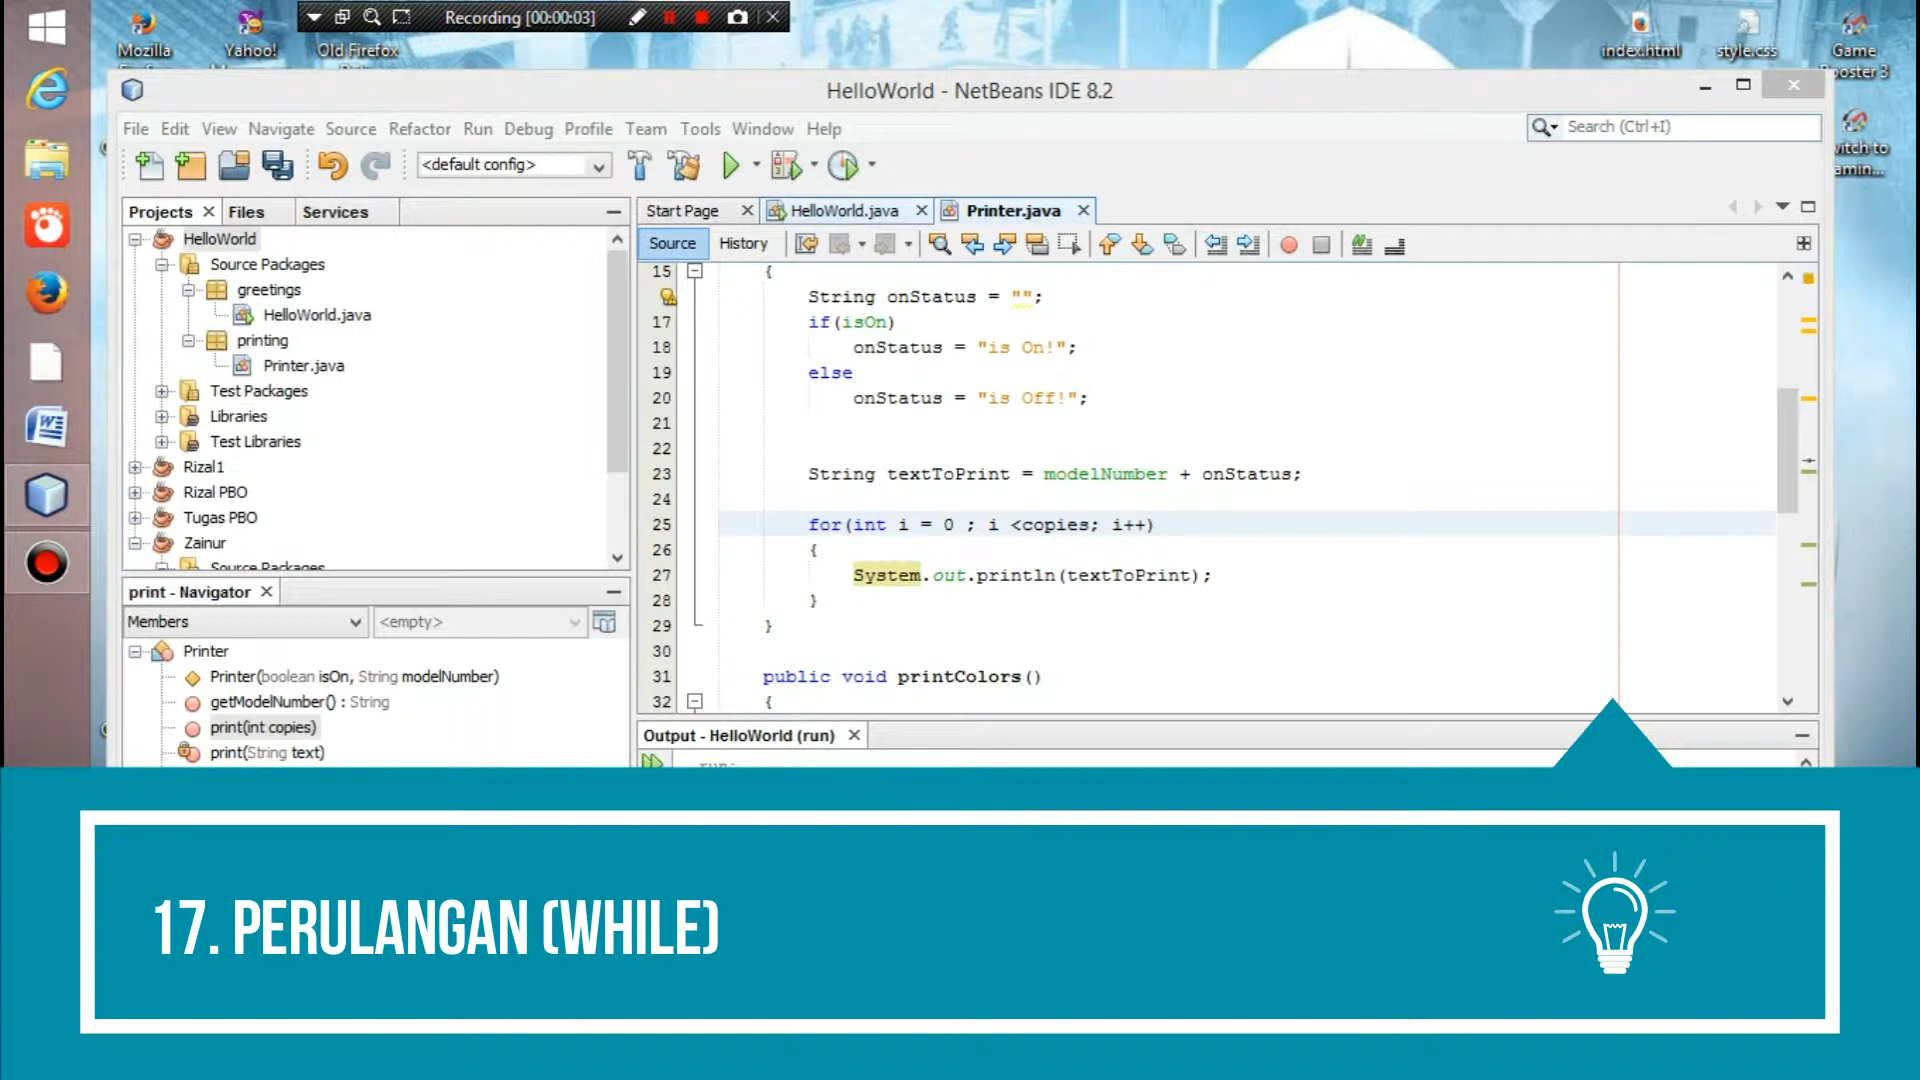 Recording [00:00:03]
Mozilla
Yahoo!
Old Firefox
index.html
style.css
Game
Booster 3
HelloWorld - NetBeans IDE 8.2
File Edit View Navigate Source Refactor Run Debug Profile Team Tools Window Help
Search (Ctrl+I)
<default config>
Projects
Files
Services
Start Page
HelloWorld.java
Printer.java
Source
History
HelloWorld
Source Packages
greetings
HelloWorld.java
printing
Printer.java
Test Packages
Libraries
Test Libraries
Rizal1
Rizal PBO
Tugas PBO
Zainur
Source Packages
15 {
String onStatus = "";
17 if(isOn)
18 onStatus = "is On!";
19 else
20 onStatus = "is Off!";
21
22
23 String textToPrint = modelNumber + onStatus;
24
25 for(int i = 0 ; i <copies; i++)
26 {
27 System.out.println(textToPrint);
28 }
29 }
30
31 public void printColors()
32 {
print - Navigator
Members
<empty>
Printer
Printer(boolean isOn, String modelNumber)
getModelNumber() : String
print(int copies)
print(String text)
Output - HelloWorld (run)
run:
17. PERULANGAN (WHILE)